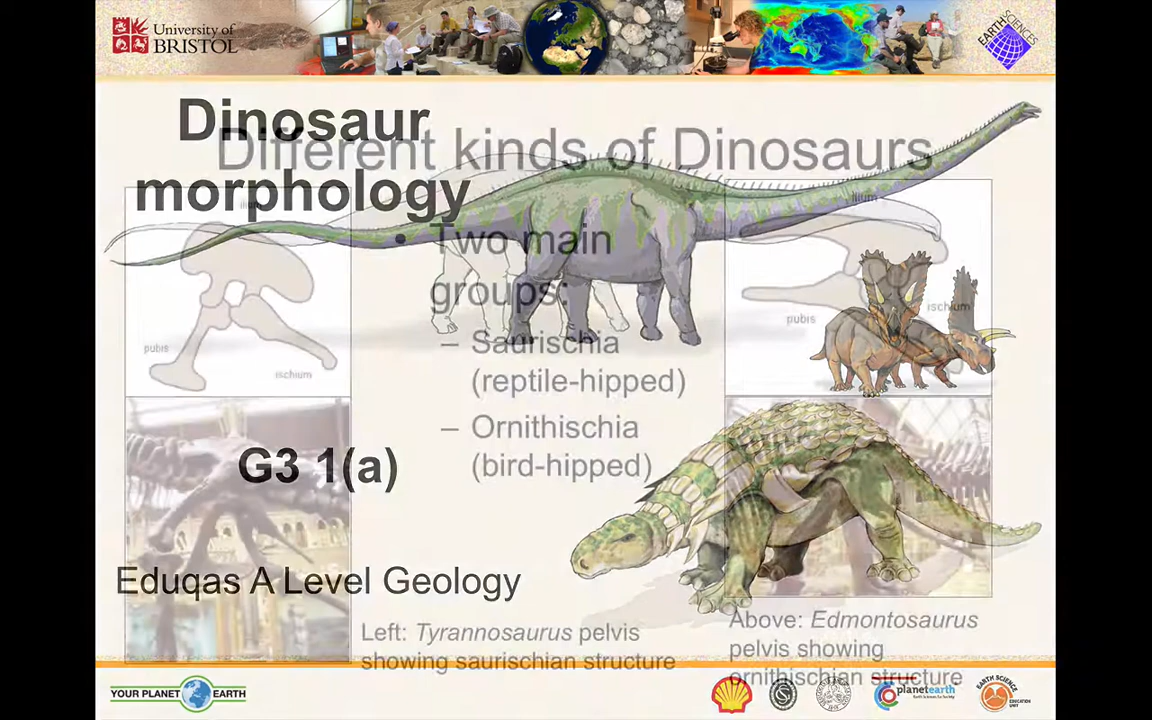 University of
BRISTOL
EARTH SCIENCES
Dinosaur
morphology
Different kinds of Dinosaurs
ilium
pubis
ischium
• Two main
groups:
– Saurischia
(reptile-hipped)
– Ornithischia
(bird-hipped)
ilium
pubis
ischium
G3 1(a)
Eduqas A Level Geology
Left: Tyrannosaurus pelvis
showing saurischian structure
Above: Edmontosaurus
pelvis showing
ornithischian structure
YOUR PLANET EARTH
planetearth
EARTH SCIENCE
EDUCATION
UNIT